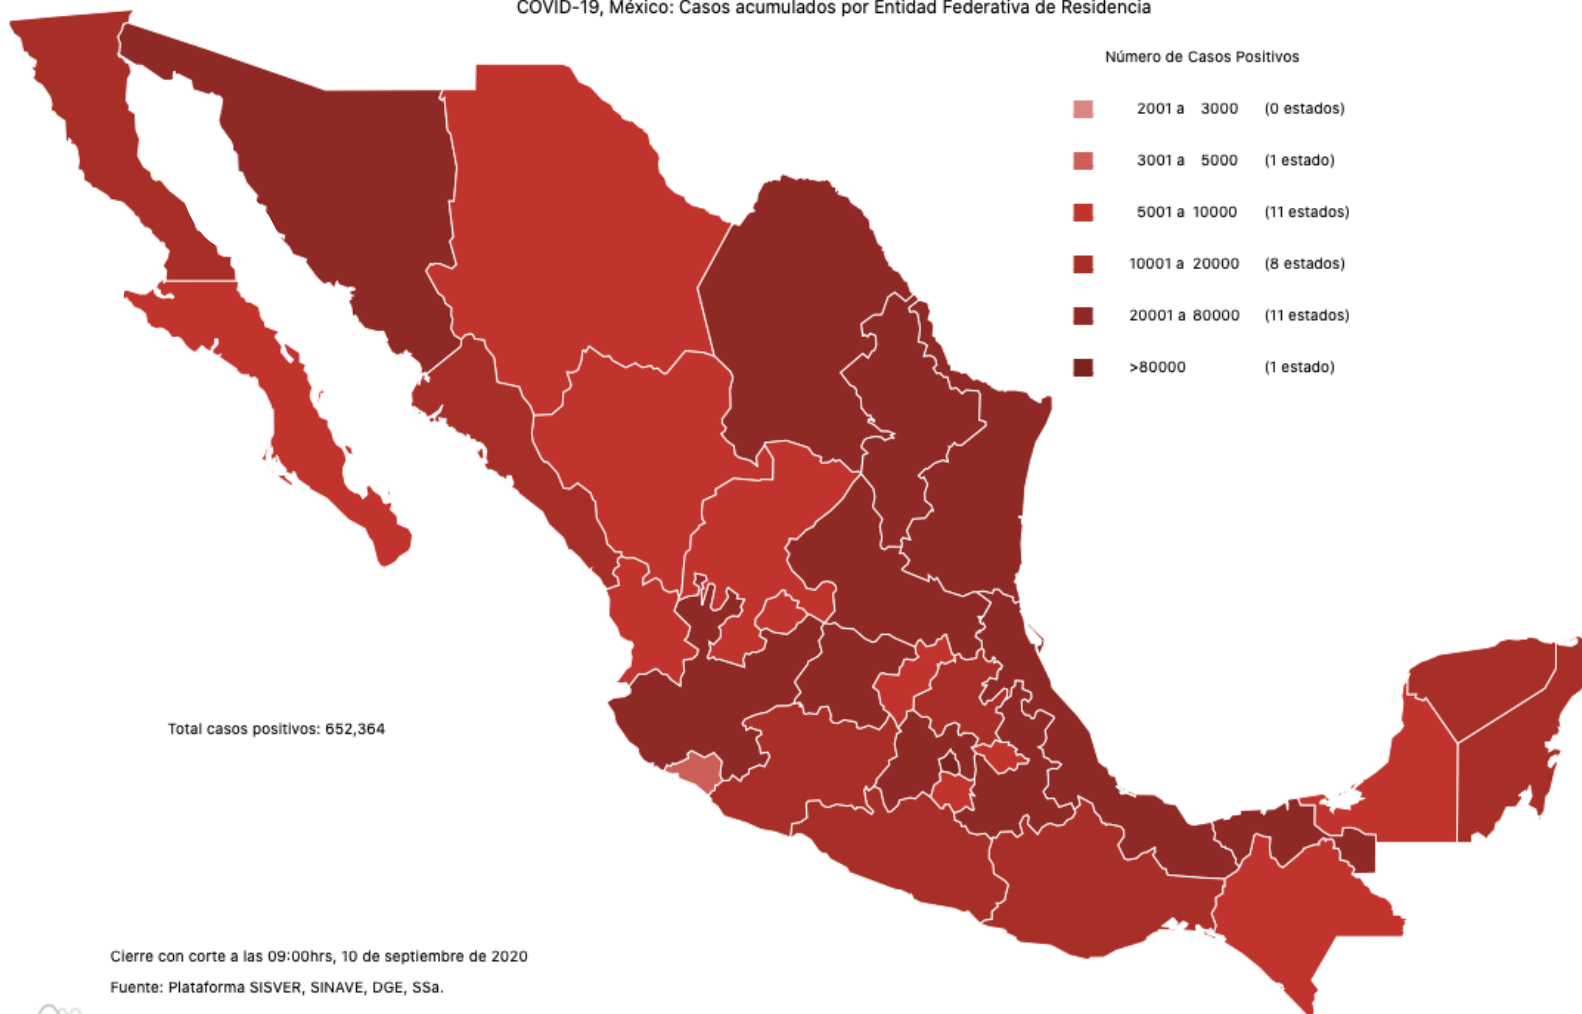 COVID-19, México: Casos acumulados por Entidad Federativa de Residencia
Número de Casos Positivos
2001 a 3000 (0 estados)
3001 a 5000 (1 estado)
5001 a 10000 (11 estados)
10001 a 20000 (8 estados)
20001 a 80000 (11 estados)
>80000 (1 estado)
Total casos positivos: 652,364
Cierre con corte a las 09:00hrs, 10 de septiembre de 2020
Fuente: Plataforma SISVER, SINAVE, DGE, SSa.